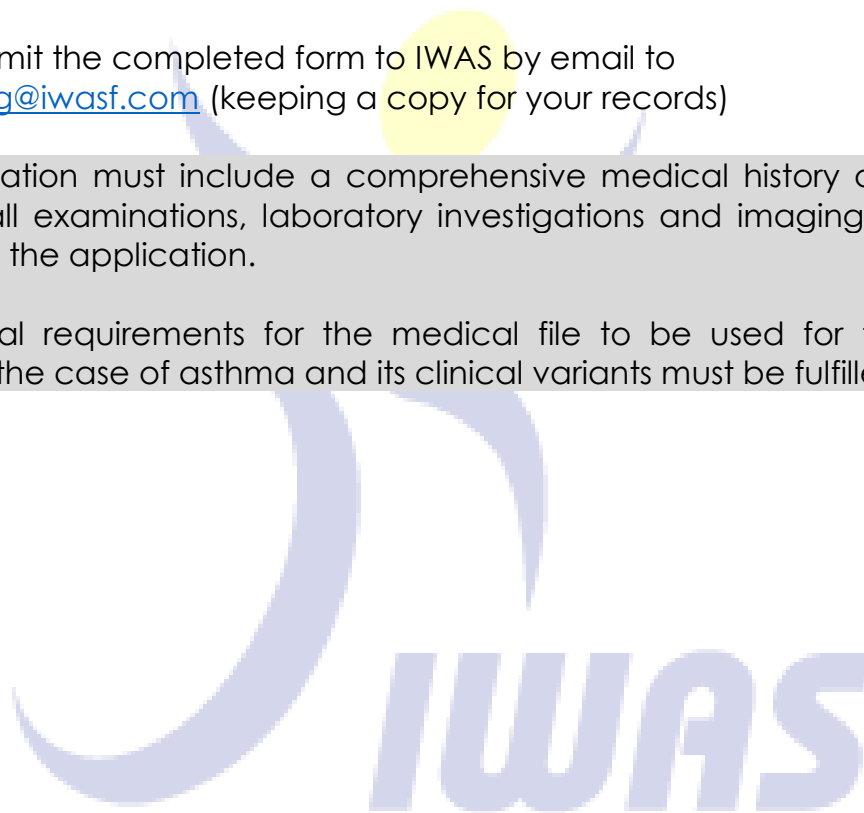 mit the completed form to IWAS by email to
g@iwasf.com (keeping a copy for your records)
ation must include a comprehensive medical history
all examinations, laboratory investigations and imaging
the application.
al requirements for the medical file to be used for
the case of asthma and its clinical variants must be fulfille
IWAS